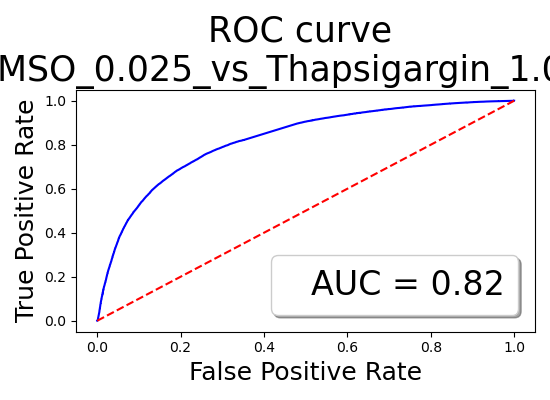 ROC curve
MSO_0.025_vs_Thapsigargin_1.0
True Positive Rate
1.0
0.8
0.6
0.4
0.2
0.0
AUC = 0.82
0.0 0.2 0.4 0.6 0.8 1.0
False Positive Rate